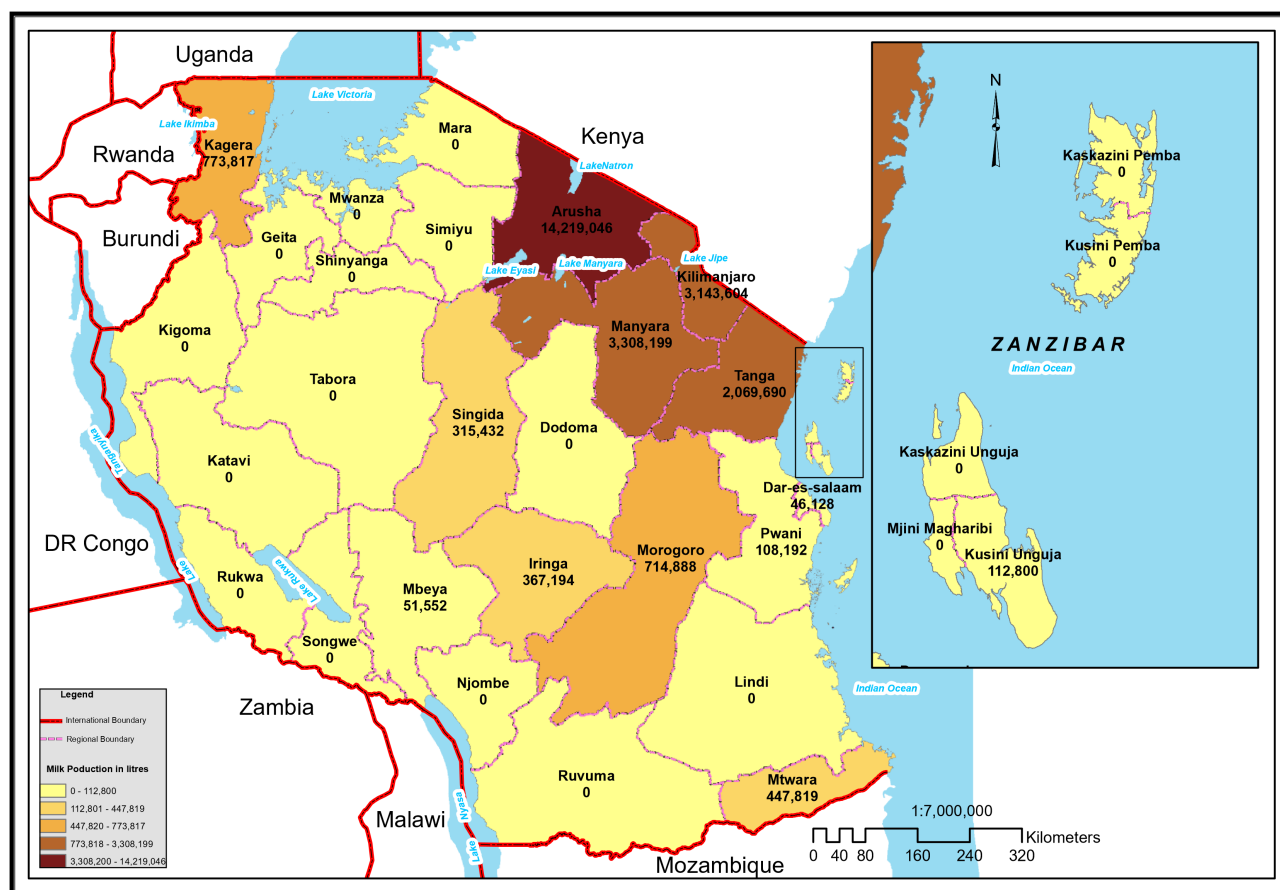 Uganda
Lake Victoria
Lake Ikimba
Kagera
773,817
Rwanda
Burundi
Mara
0
Kenya
LakeNatron
Mwanza
0
Arusha
14,219,046
Geita
0
Simiyu
0
Shinyanga
0
Lake Eyasi
Lake Manyara
Lake Jipe
Kilimanjaro
3,143,604
Kigoma
0
Manyara
3,308,199
Tabora
0
Tanga
2,069,690
Singida
315,432
Dodoma
0
Katavi
0
Lake
Tanganyika
Dar-es-salaam
46,128
Pwani
108,192
DR Congo
Rukwa
0
Lake Rukwa
Mbeya
51,552
Iringa
367,194
Morogoro
714,888
Songwe
0
Njombe
0
Lindi
0
Indian Ocean
Zambia
Ruvuma
0
Mtwara
447,819
Malawi
Lake
Nyasa
Mozambique
N
Kaskazini Pemba
0
Kusini Pemba
0
ZANZIBAR
Indian Ocean
Kaskazini Unguja
0
Mjini Magharibi
0
Kusini Unguja
112,800
Legend
International Boundary
Regional Boundary
Milk Poduction in litres
0 - 112,800
112,801 - 447,819
447,820 - 773,817
773,818 - 3,308,199
3,308,200 - 14,219,046
1:7,000,000
Kilometers
0 40 80 160 240 320